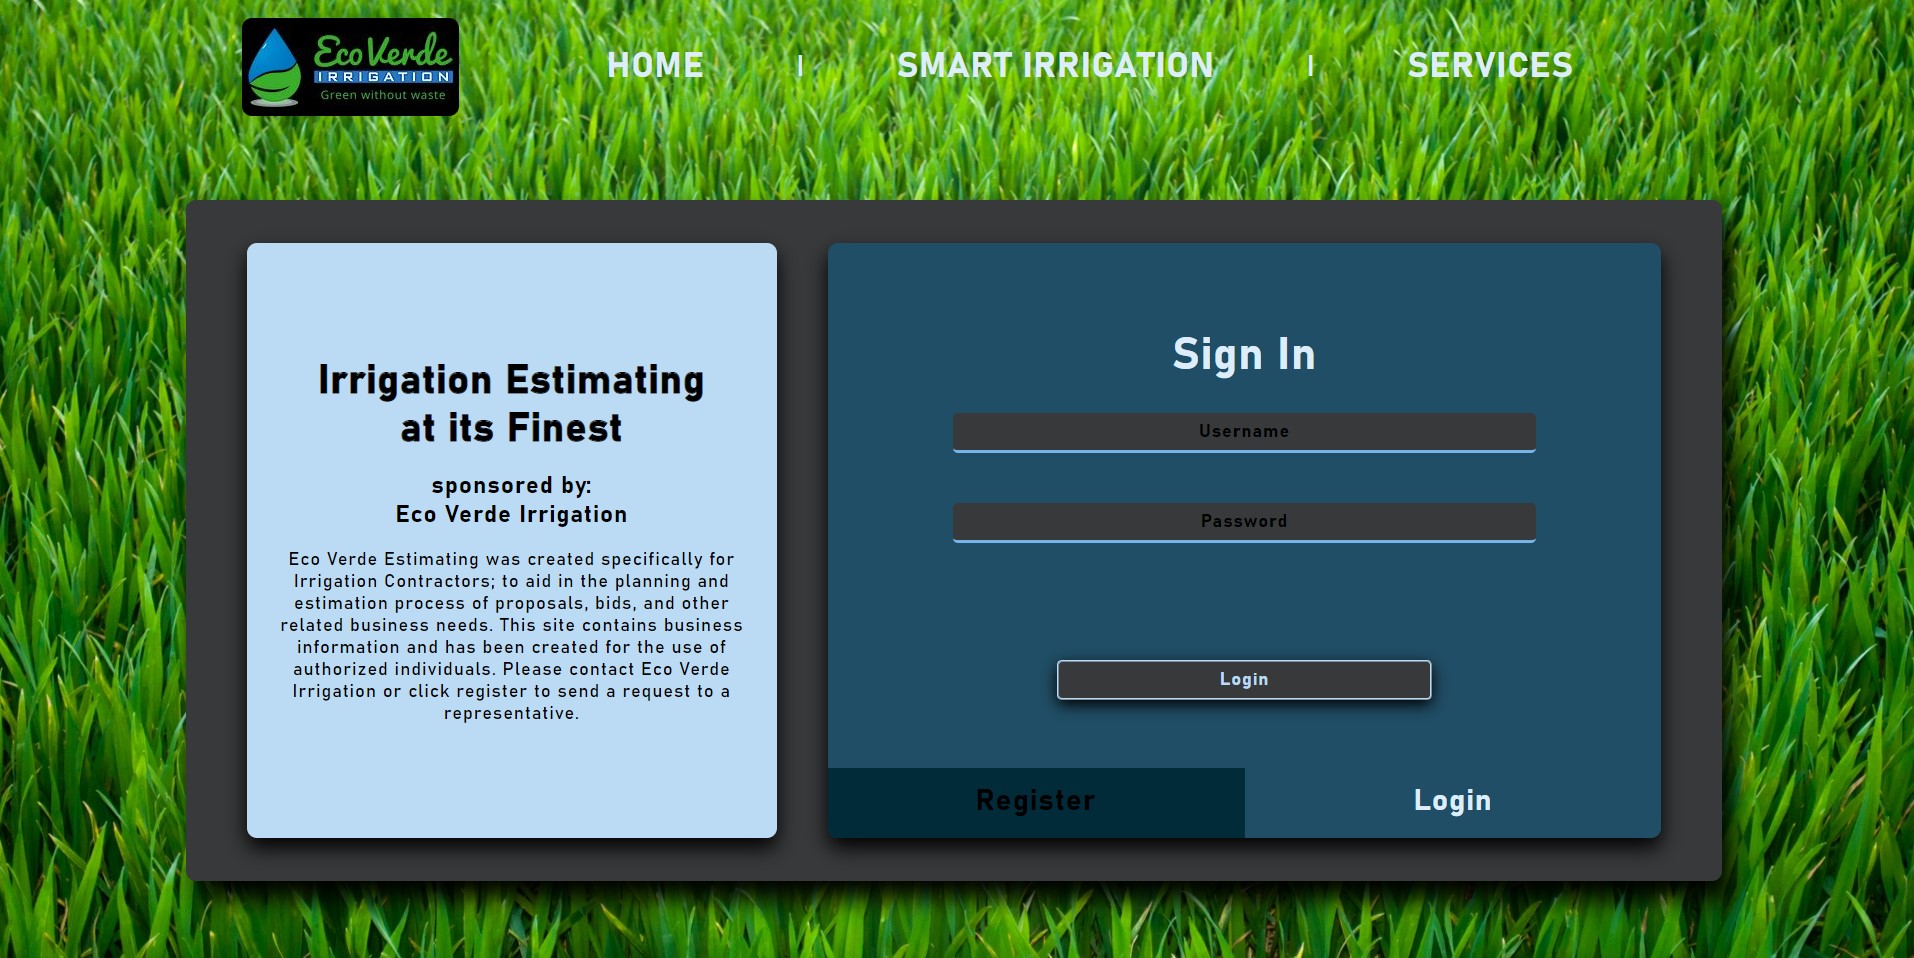 Eco Verde
IRRIGATION
Green without waste
HOME | SMART IRRIGATION | SERVICES
Irrigation Estimating
at its Finest
sponsored by:
Eco Verde Irrigation
Eco Verde Estimating was created specifically for
Irrigation Contractors; to aid in the planning and
estimation process of proposals, bids, and other
related business needs. This site contains business
information and has been created for the use of
authorized individuals. Please contact Eco Verde
Irrigation or click register to send a request to a
representative.
Sign In
Username
Password
Login
Register
Login